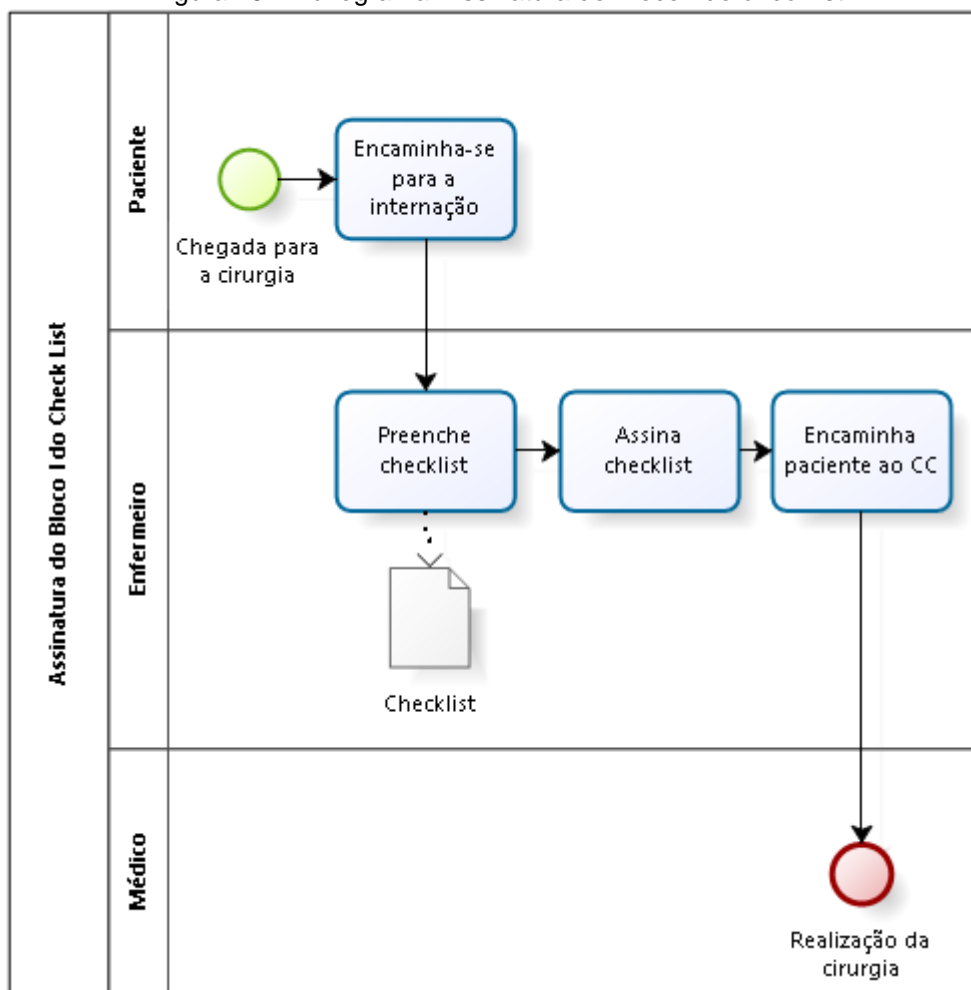 Assinatura do Bloco I do Check List
Paciente
Chegada para
a cirurgia
Encaminha-se
para a
internação
Enfermeiro
Preenche
checklist
Assina
checklist
Encaminha
paciente ao CC
Checklist
Médico
Realização da
cirurgia